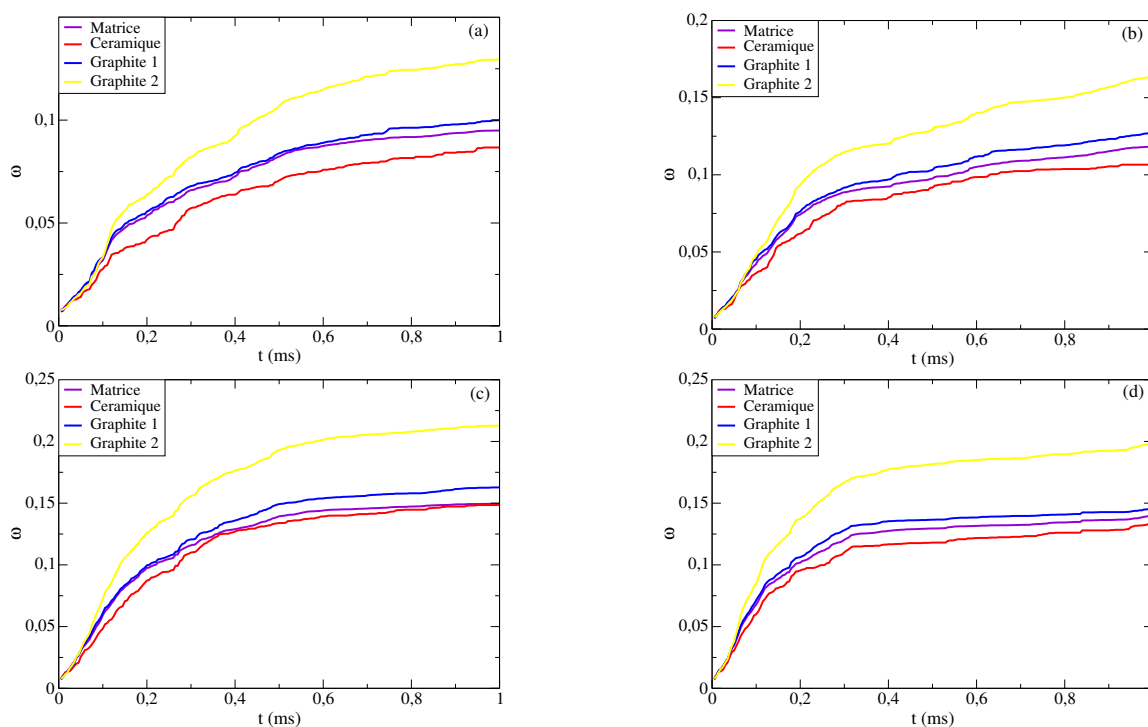 Matrice
Ceramique
Graphite 1
Graphite 2
(a)
0,1
0,05
0
ω
0 0,2 0,4 0,6 0,8 1
t (ms)
Matrice
Ceramique
Graphite 1
Graphite 2
(b)
0,2
0,15
0,1
0,05
0
ω
0 0,2 0,4 0,6 0,8
t (ms)
Matrice
Ceramique
Graphite 1
Graphite 2
(c)
0,25
0,2
0,15
0,1
0,05
0
ω
0 0,2 0,4 0,6 0,8 1
t (ms)
Matrice
Ceramique
Graphite 1
Graphite 2
(d)
0,25
0,2
0,15
0,1
0,05
0
ω
0 0,2 0,4 0,6 0,8
t (ms)